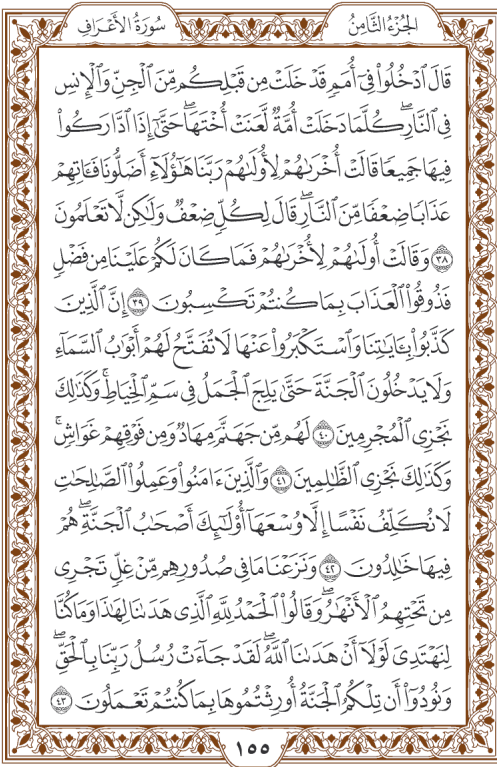 سُورَةُ الْأَعْرَافِ الجُزْءُ الثَّامِنُ
قَالَ ٱدْخُلُوا۟ فِىٓ أُمَمٍ قَدْ خَلَتْ مِن قَبْلِكُم مِّنَ ٱلْجِنِّ وَٱلْإِنسِ
فِى ٱلنَّارِ ۖ كُلَّمَا دَخَلَتْ أُمَّةٌ لَّعَنَتْ أُخْتَهَا ۖ حَتَّىٰٓ إِذَا ٱدَّارَكُوا۟
فِيهَا جَمِيعًا قَالَتْ أُخْرَىٰهُمْ لِأُولَىٰهُمْ رَبَّنَا هَٰٓؤُلَآءِ أَضَلُّونَا فَـَٔاتِهِمْ
عَذَابًا ضِعْفًا مِّنَ ٱلنَّارِ ۖ قَالَ لِكُلٍّ ضِعْفٌ وَلَٰكِن لَّا تَعْلَمُونَ
٣٨ وَقَالَتْ أُولَىٰهُمْ لِأُخْرَىٰهُمْ فَمَا كَانَ لَكُمْ عَلَيْنَا مِن فَضْلٍ
فَذُوقُوا۟ ٱلْعَذَابَ بِمَا كُنتُمْ تَكْسِبُونَ ٣٩ إِنَّ ٱلَّذِينَ
كَذَّبُوا۟ بِـَٔايَٰتِنَا وَٱسْتَكْبَرُوا۟ عَنْهَا لَا تُفَتَّحُ لَهُمْ أَبْوَٰبُ ٱلسَّمَآءِ
وَلَا يَدْخُلُونَ ٱلْجَنَّةَ حَتَّىٰ يَلِجَ ٱلْجَمَلُ فِى سَمِّ ٱلْخِيَاطِ ۚ وَكَذَٰلِكَ
نَجْزِى ٱلْمُجْرِمِينَ ٤٠ لَهُم مِّن جَهَنَّمَ مِهَادٌ وَمِن فَوْقِهِمْ غَوَاشٍ ۚ
وَكَذَٰلِكَ نَجْزِى ٱلظَّٰلِمِينَ ٤١ وَٱلَّذِينَ ءَامَنُوا۟ وَعَمِلُوا۟ ٱلصَّٰلِحَٰتِ
لَا نُكَلِّفُ نَفْسًا إِلَّا وُسْعَهَآ أُو۟لَٰٓئِكَ أَصْحَٰبُ ٱلْجَنَّةِ ۖ هُمْ
فِيهَا خَٰلِدُونَ ٤٢ وَنَزَعْنَا مَا فِى صُدُورِهِم مِّنْ غِلٍّ تَجْرِى
مِن تَحْتِهِمُ ٱلْأَنْهَٰرُ ۖ وَقَالُوا۟ ٱلْحَمْدُ لِلَّهِ ٱلَّذِى هَدَىٰنَا لِهَٰذَا وَمَا كُنَّا
لِنَهْتَدِىَ لَوْلَآ أَنْ هَدَىٰنَا ٱللَّهُ ۖ لَقَدْ جَآءَتْ رُسُلُ رَبِّنَا بِٱلْحَقِّ ۖ
وَنُودُوٓا۟ أَن تِلْكُمُ ٱلْجَنَّةُ أُورِثْتُمُوهَا بِمَا كُنتُمْ تَعْمَلُونَ ٤٣
١٥٥